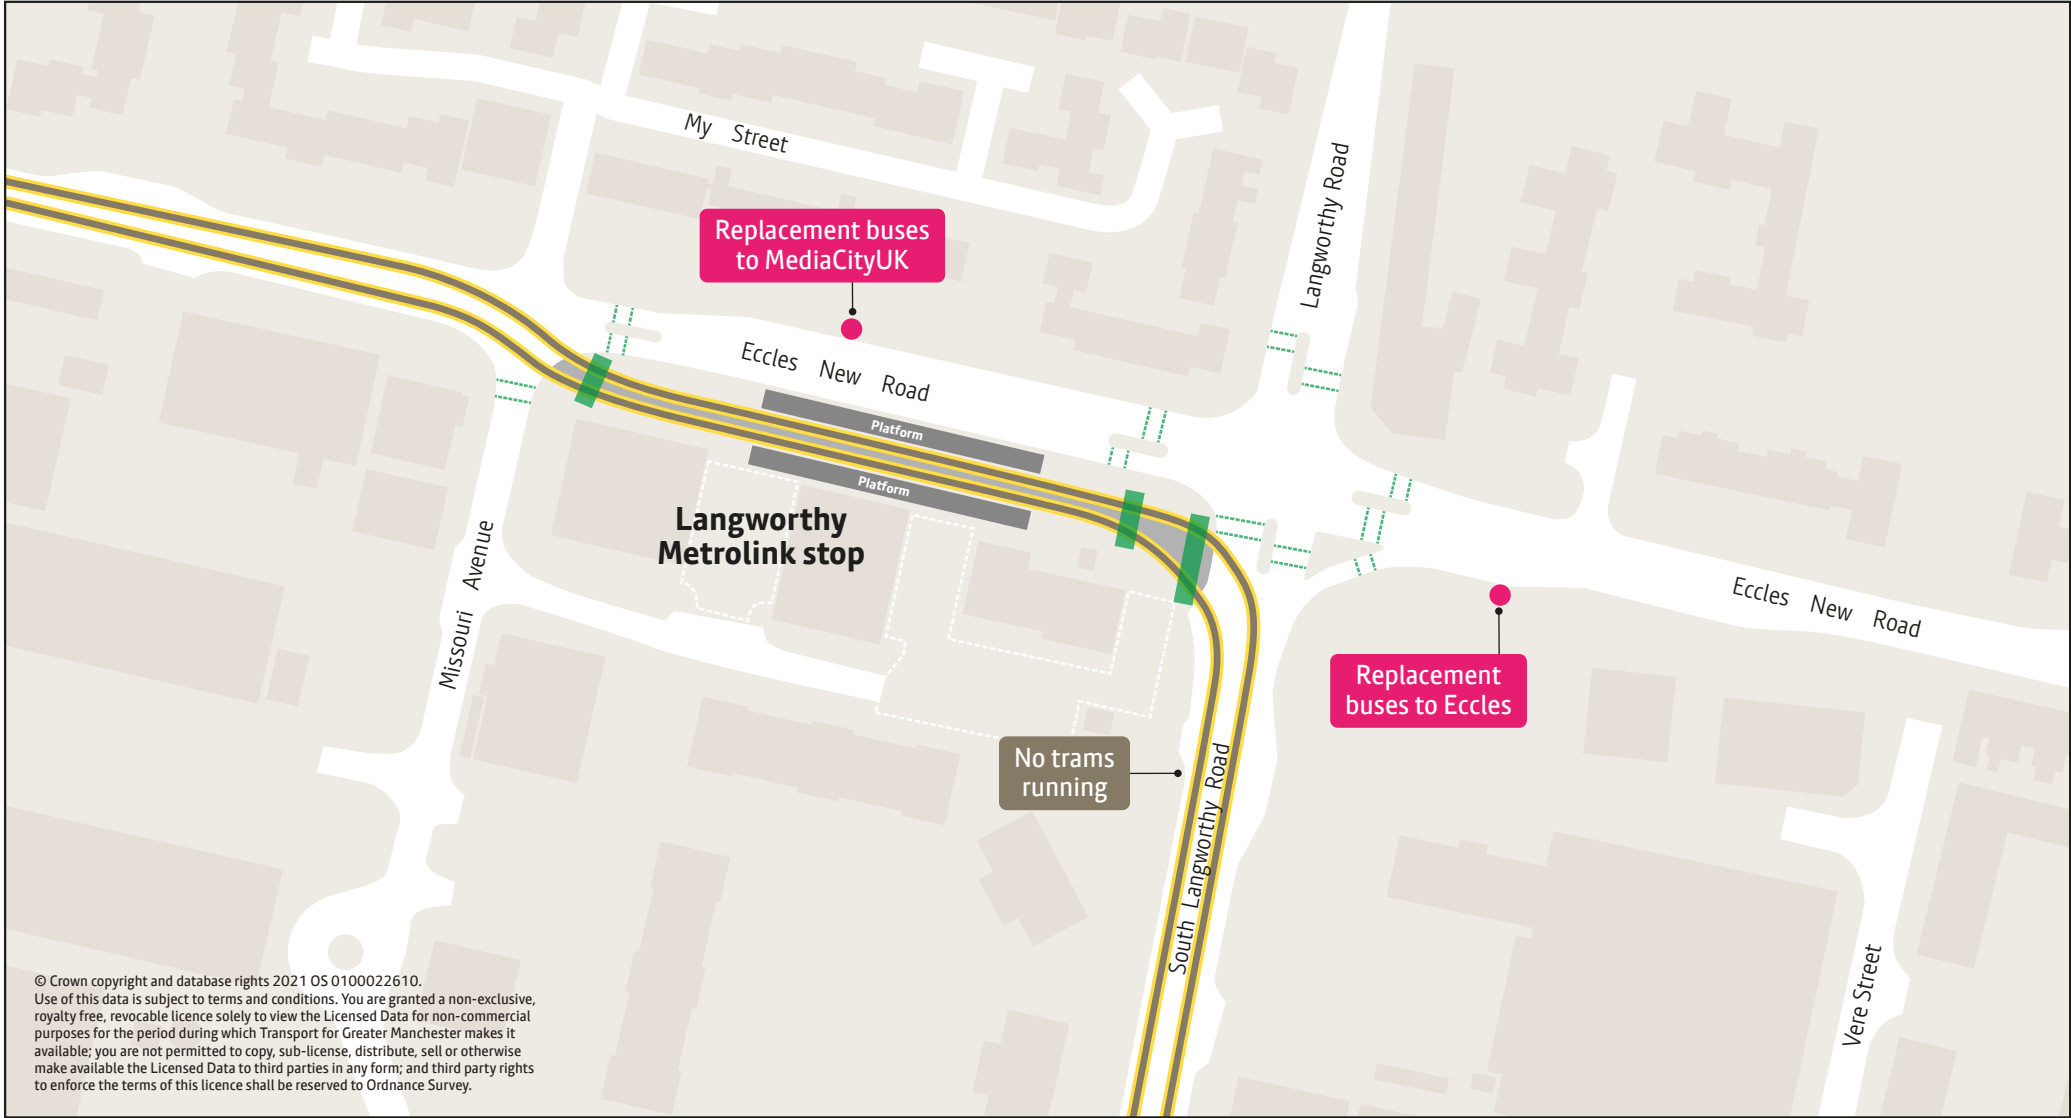 My Street
Langworthy Road
Replacement buses
to MediaCityUK
Eccles New Road
Platform
Platform
Langworthy
Metrolink stop
Missouri Avenue
Eccles New Road
Replacement
buses to Eccles
No trams
running
South Langworthy Road
Vere Street
© Crown copyright and database rights 2021 OS 0100022610.
Use of this data is subject to terms and conditions. You are granted a non-exclusive,
royalty free, revocable licence solely to view the Licensed Data for non-commercial
purposes for the period during which Transport for Greater Manchester makes it
available; you are not permitted to copy, sub-license, distribute, sell or otherwise
make available the Licensed Data to third parties in any form; and third party rights
to enforce the terms of this licence shall be reserved to Ordnance Survey.